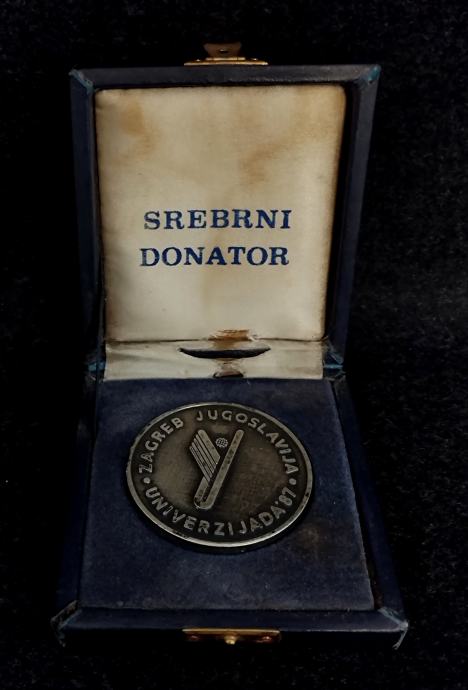 SREBRNI
DONATOR
ZAGREB JUGOSLAVIJA
UNIVERZIJADA'87